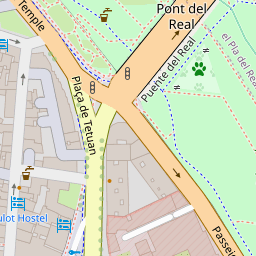 Temple
Pont del
Real
Puente del Real
el Pla del Real
Plaça de Tetuan
ulot Hostel
Passeig